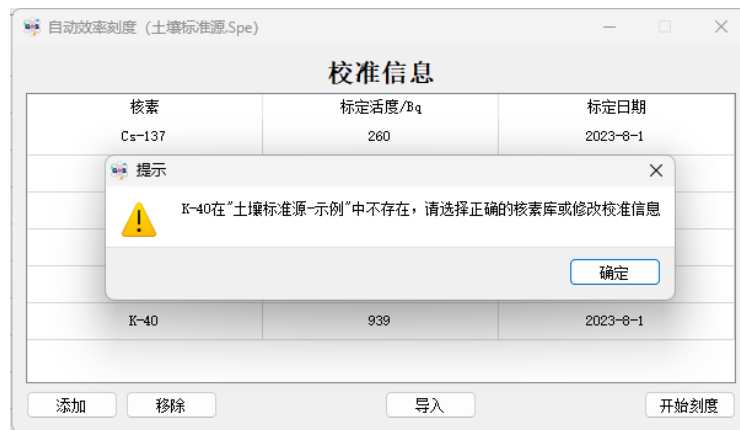 自动效率刻度（土壤标准源.Spe）
校准信息
核素 标定活度/Bq 标定日期
Cs-137 260 2023-8-1
提示
K-40在"土壤标准源-示例"中不存在，请选择正确的核素库或修改校准信息
确定
K-40 939 2023-8-1
添加 移除 导入 开始刻度